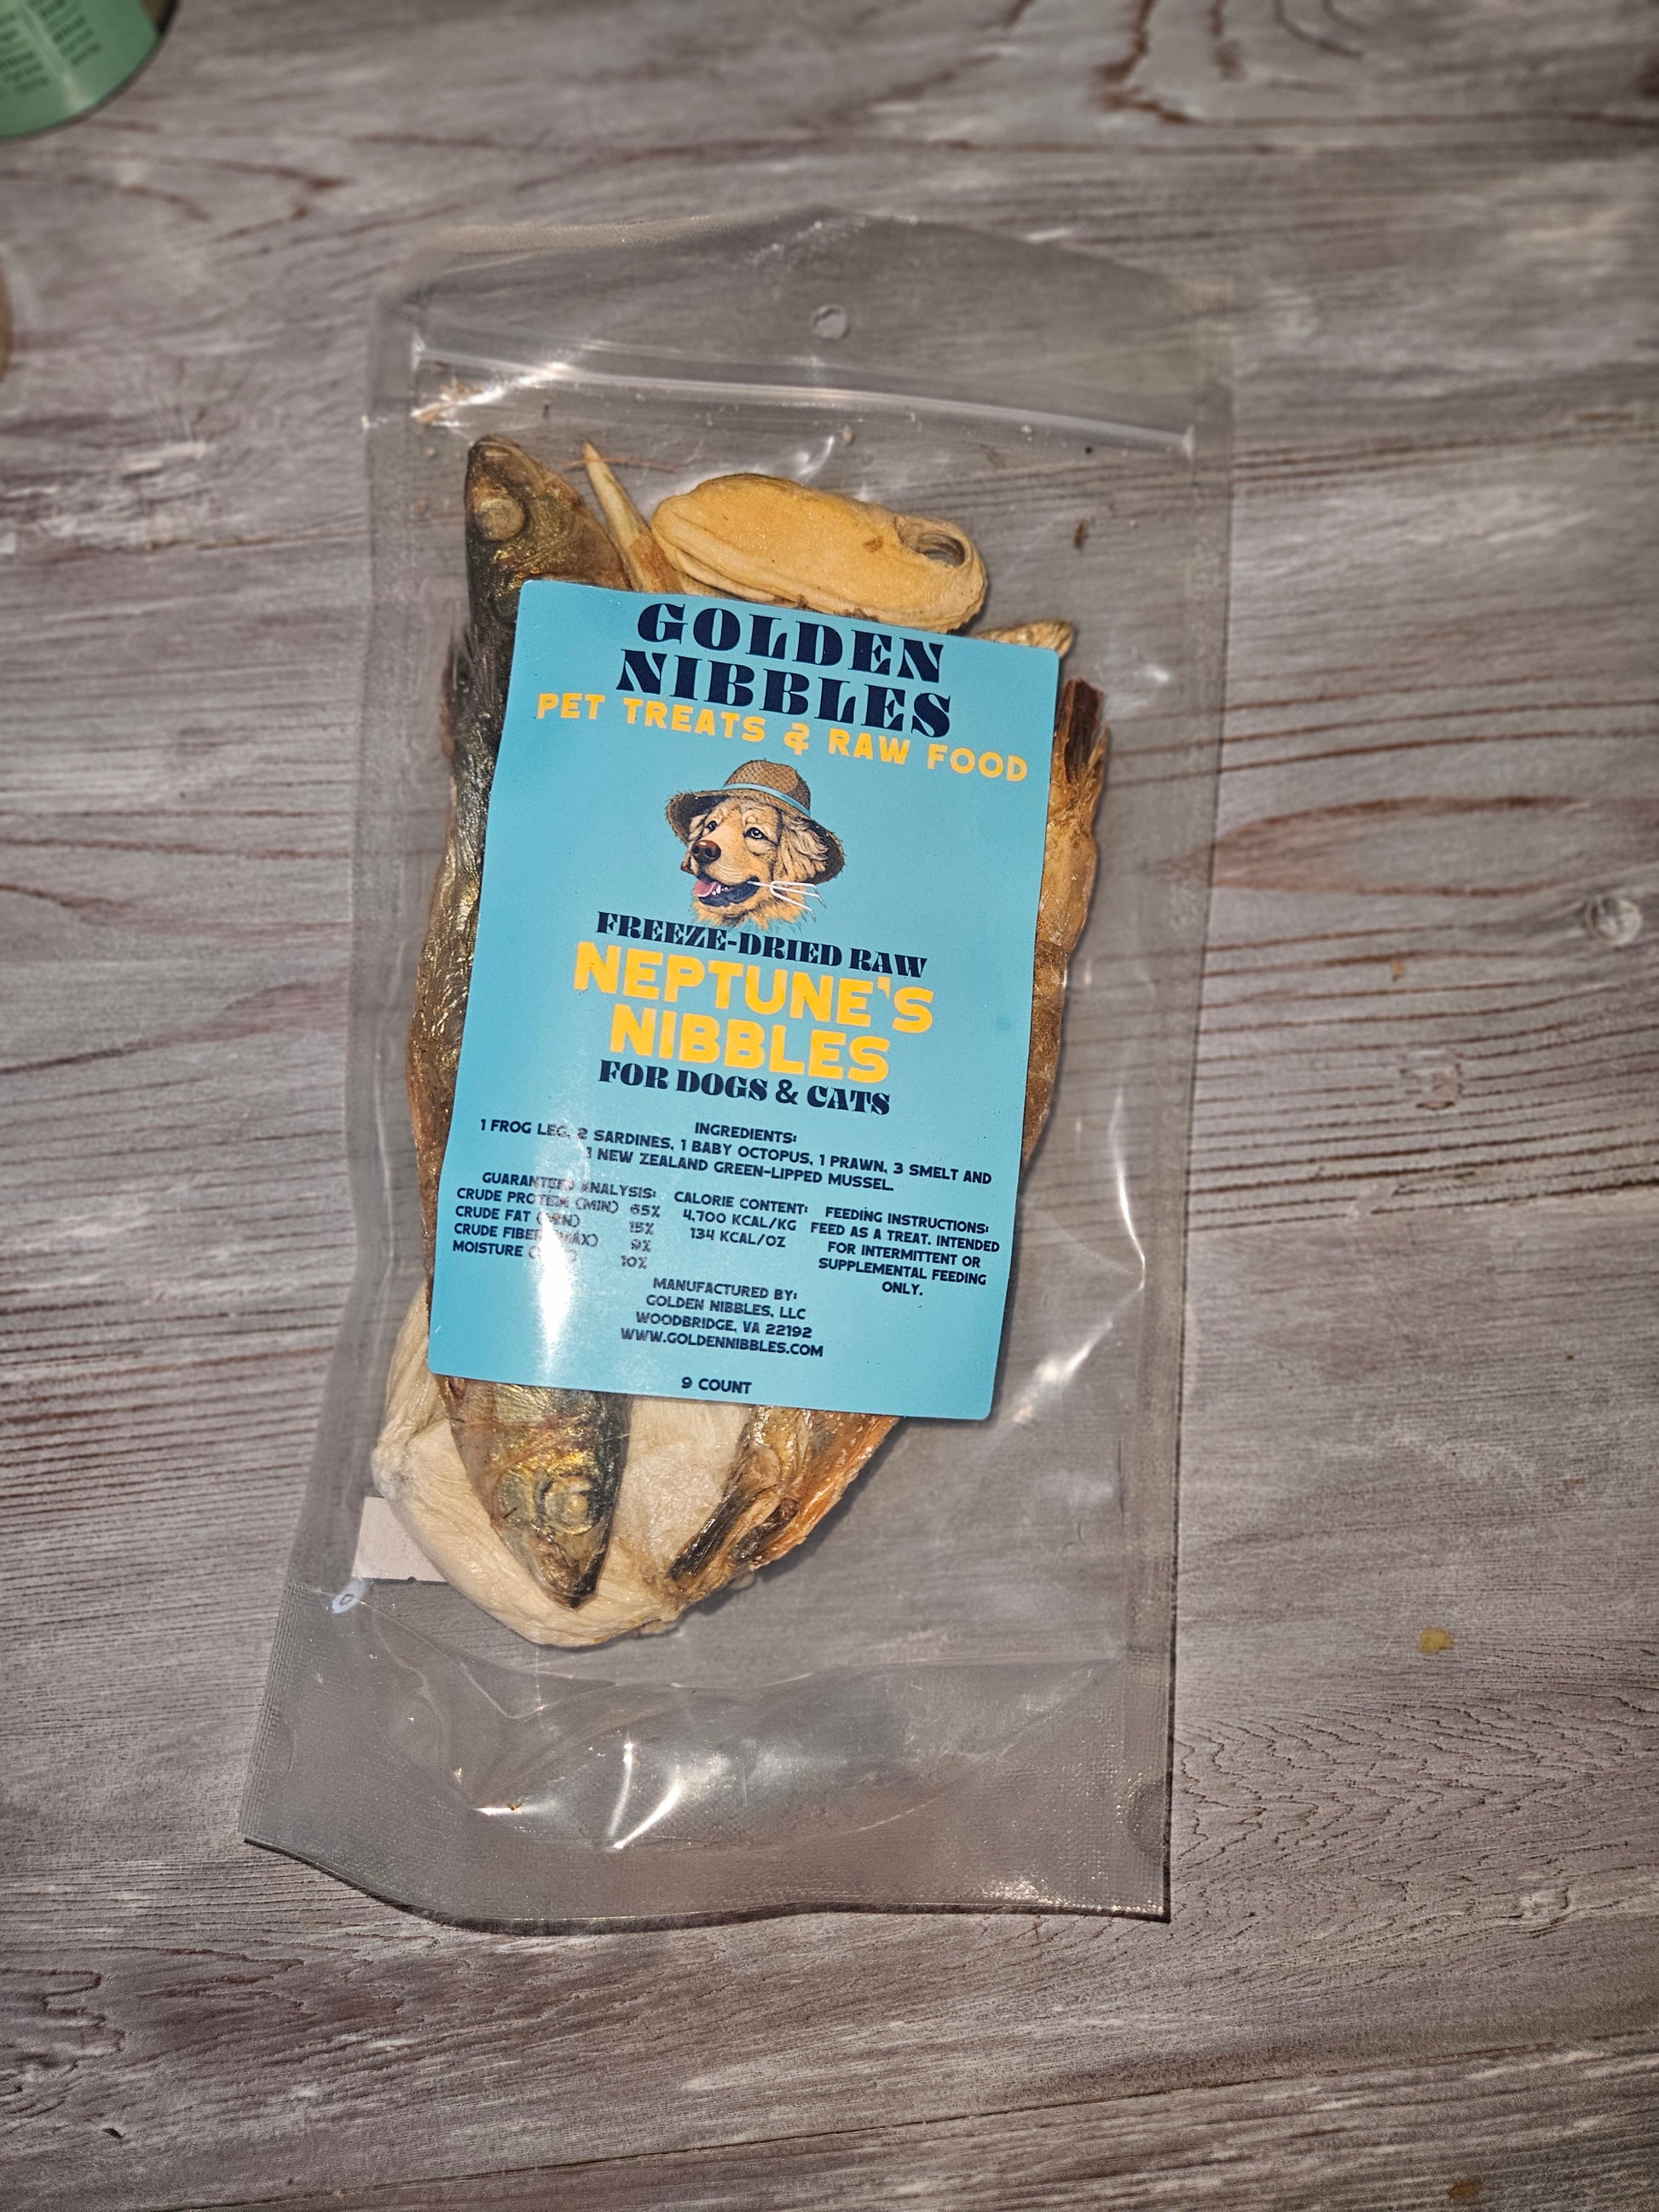 GOLDEN
NIBBLES
PET TREATS & RAW FOOD
FREEZE-DRIED RAW
NEPTUNE'S
NIBBLES
FOR DOGS & CATS
INGREDIENTS:
1 FROG LEG, 2 SARDINES, 1 BABY OCTOPUS, 1 PRAWN, 3 SMELT AND
1 NEW ZEALAND GREEN-LIPPED MUSSEL.
GUARANTEED ANALYSIS:
CRUDE PROTEIN (MIN) 65%
CRUDE FAT (MIN) 15%
CRUDE FIBER (MAX) 9%
MOISTURE 10%
CALORIE CONTENT:
4,700 KCAL/KG
134 KCAL/OZ
FEEDING INSTRUCTIONS:
FEED AS A TREAT. INTENDED
FOR INTERMITTENT OR
SUPPLEMENTAL FEEDING
ONLY.
MANUFACTURED BY:
GOLDEN NIBBLES, LLC
WOODBRIDGE, VA 22192
WWW.GOLDENNIBBLES.COM
9 COUNT